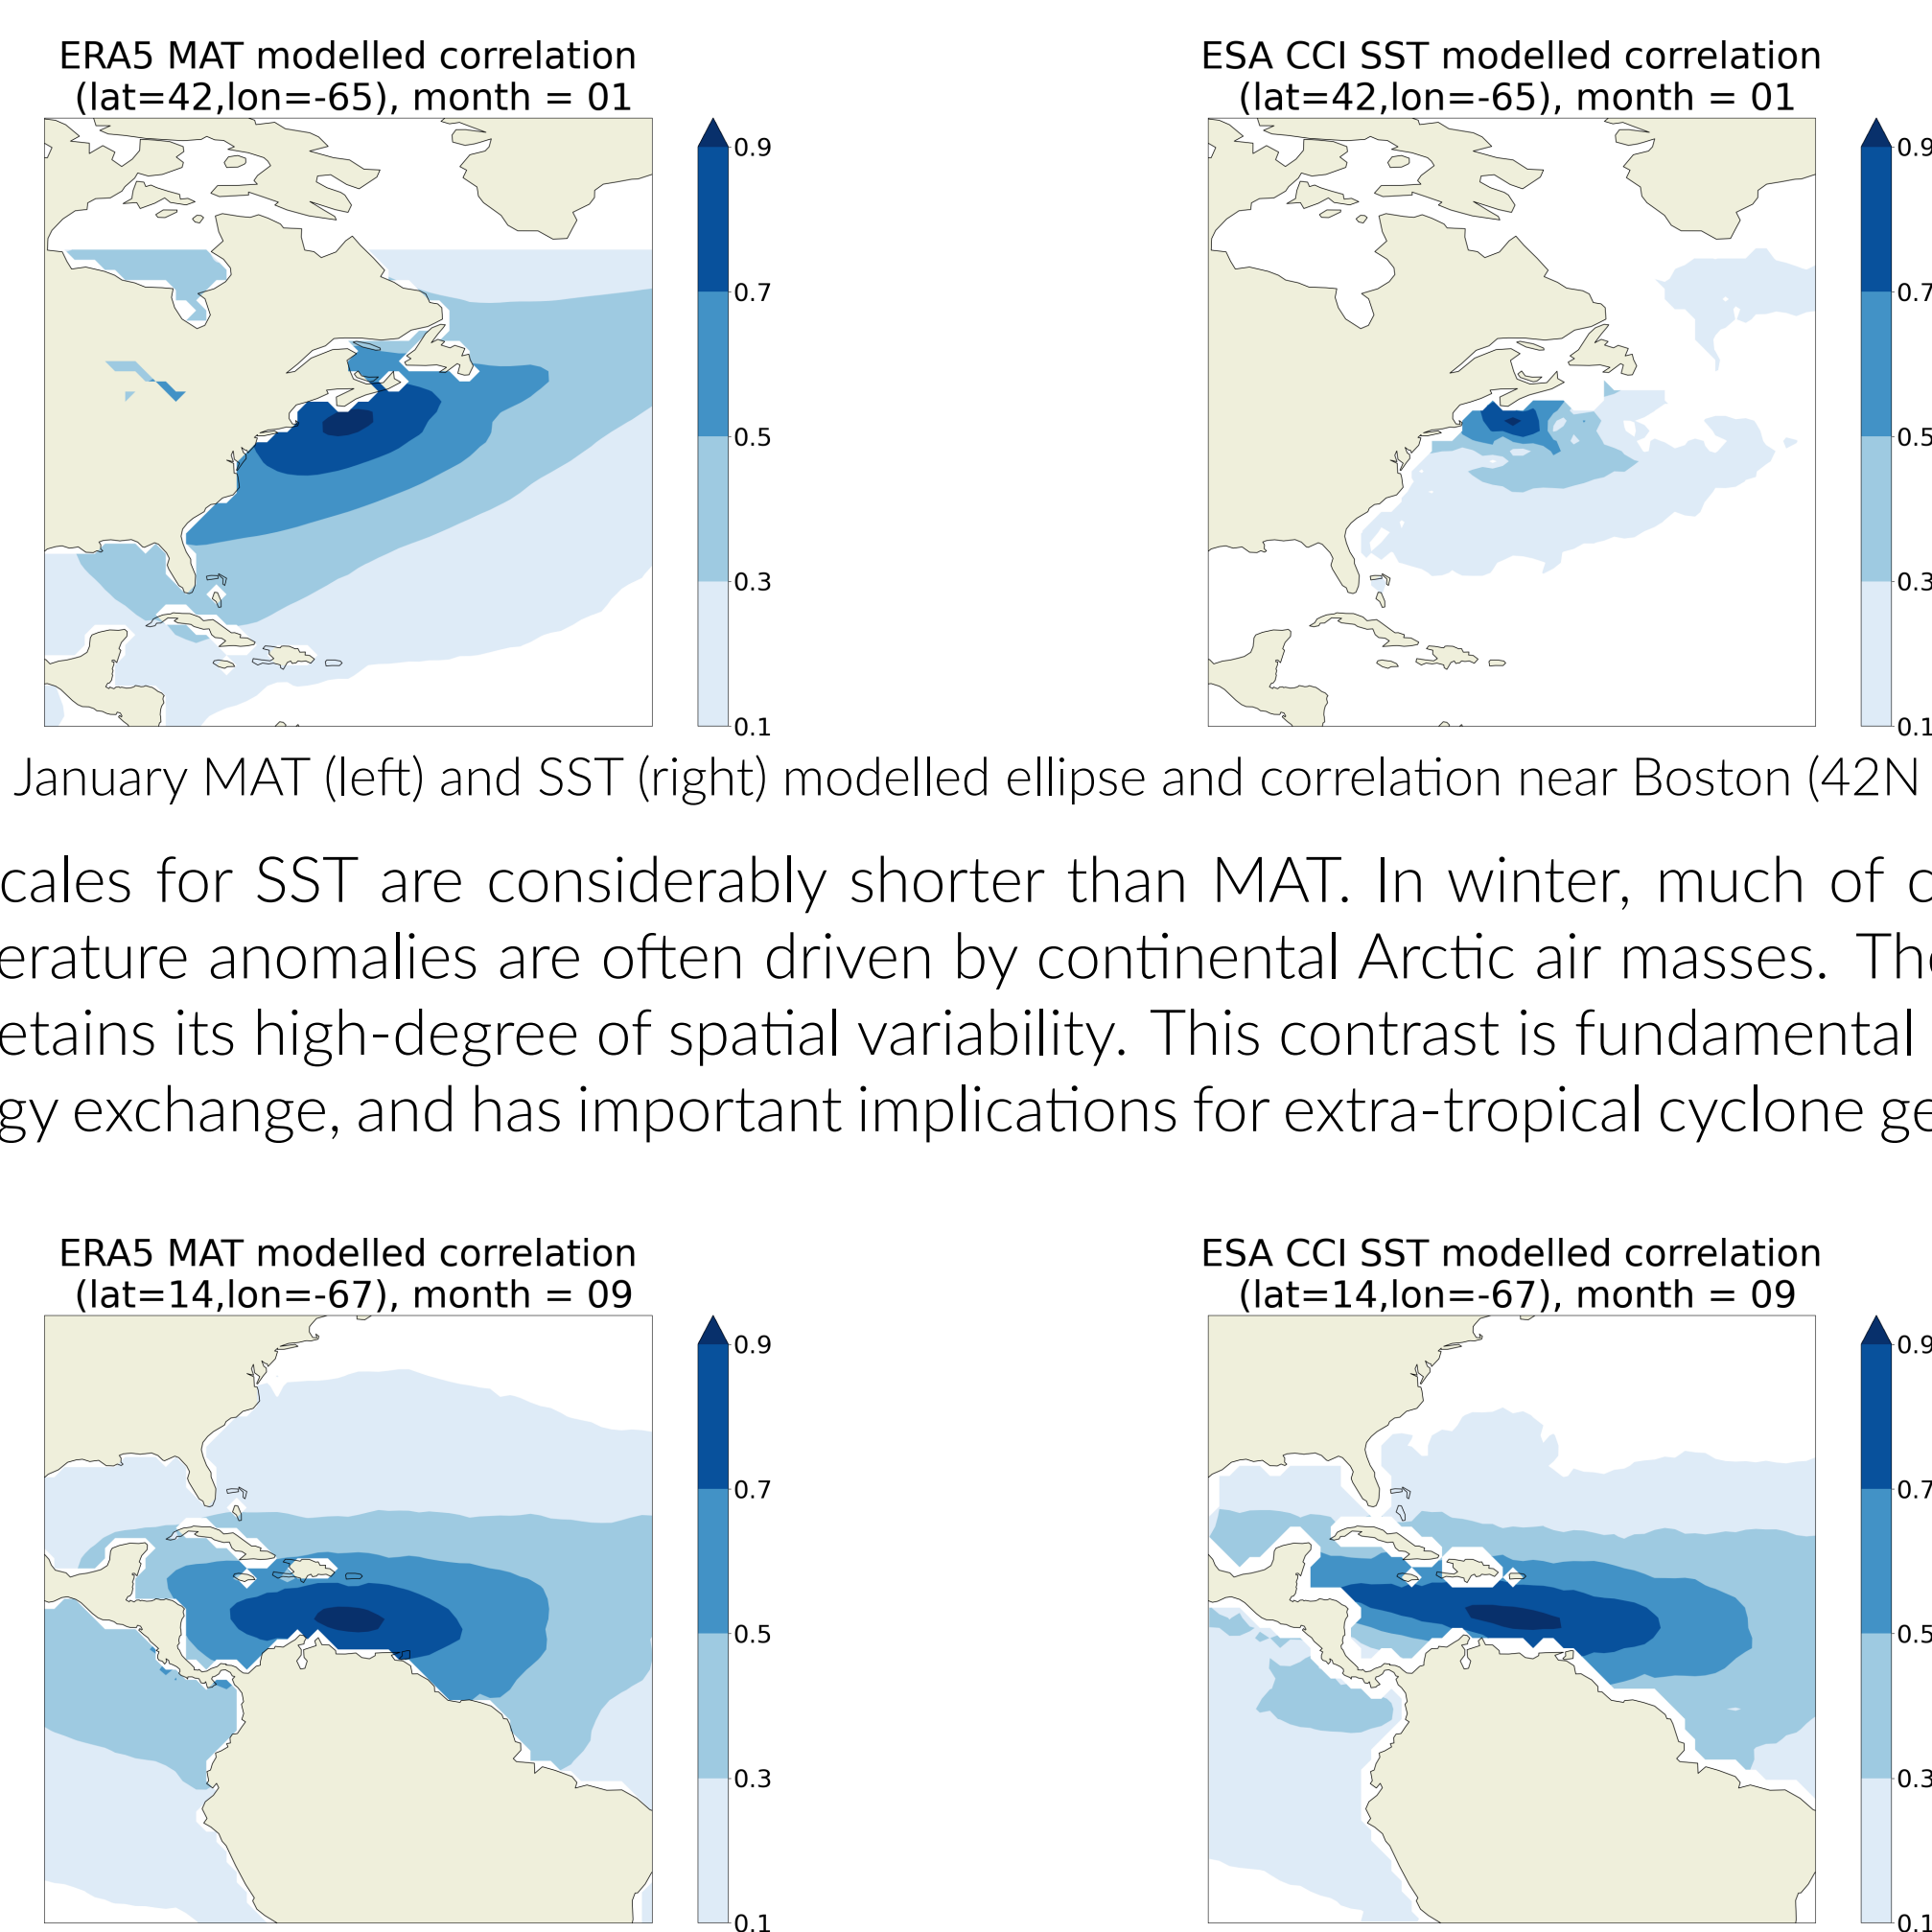 ERA5 MAT modelled correlation
(lat=42,lon=-65), month = 01
0.9
0.7
0.5
0.3
0.1
ESA CCI SST modelled correlation
(lat=42,lon=-65), month = 01
0.9
0.7
0.5
0.3
0.1
January MAT (left) and SST (right) modelled ellipse and correlation near Boston (42N
cales for SST are considerably shorter than MAT. In winter, much of c
erature anomalies are often driven by continental Arctic air masses. The
etains its high-degree of spatial variability. This contrast is fundamental
gy exchange, and has important implications for extra-tropical cyclone ge
ERA5 MAT modelled correlation
(lat=14,lon=-67), month = 09
0.9
0.7
0.5
0.3
0.1
ESA CCI SST modelled correlation
(lat=14,lon=-67), month = 09
0.9
0.7
0.5
0.3
0.1